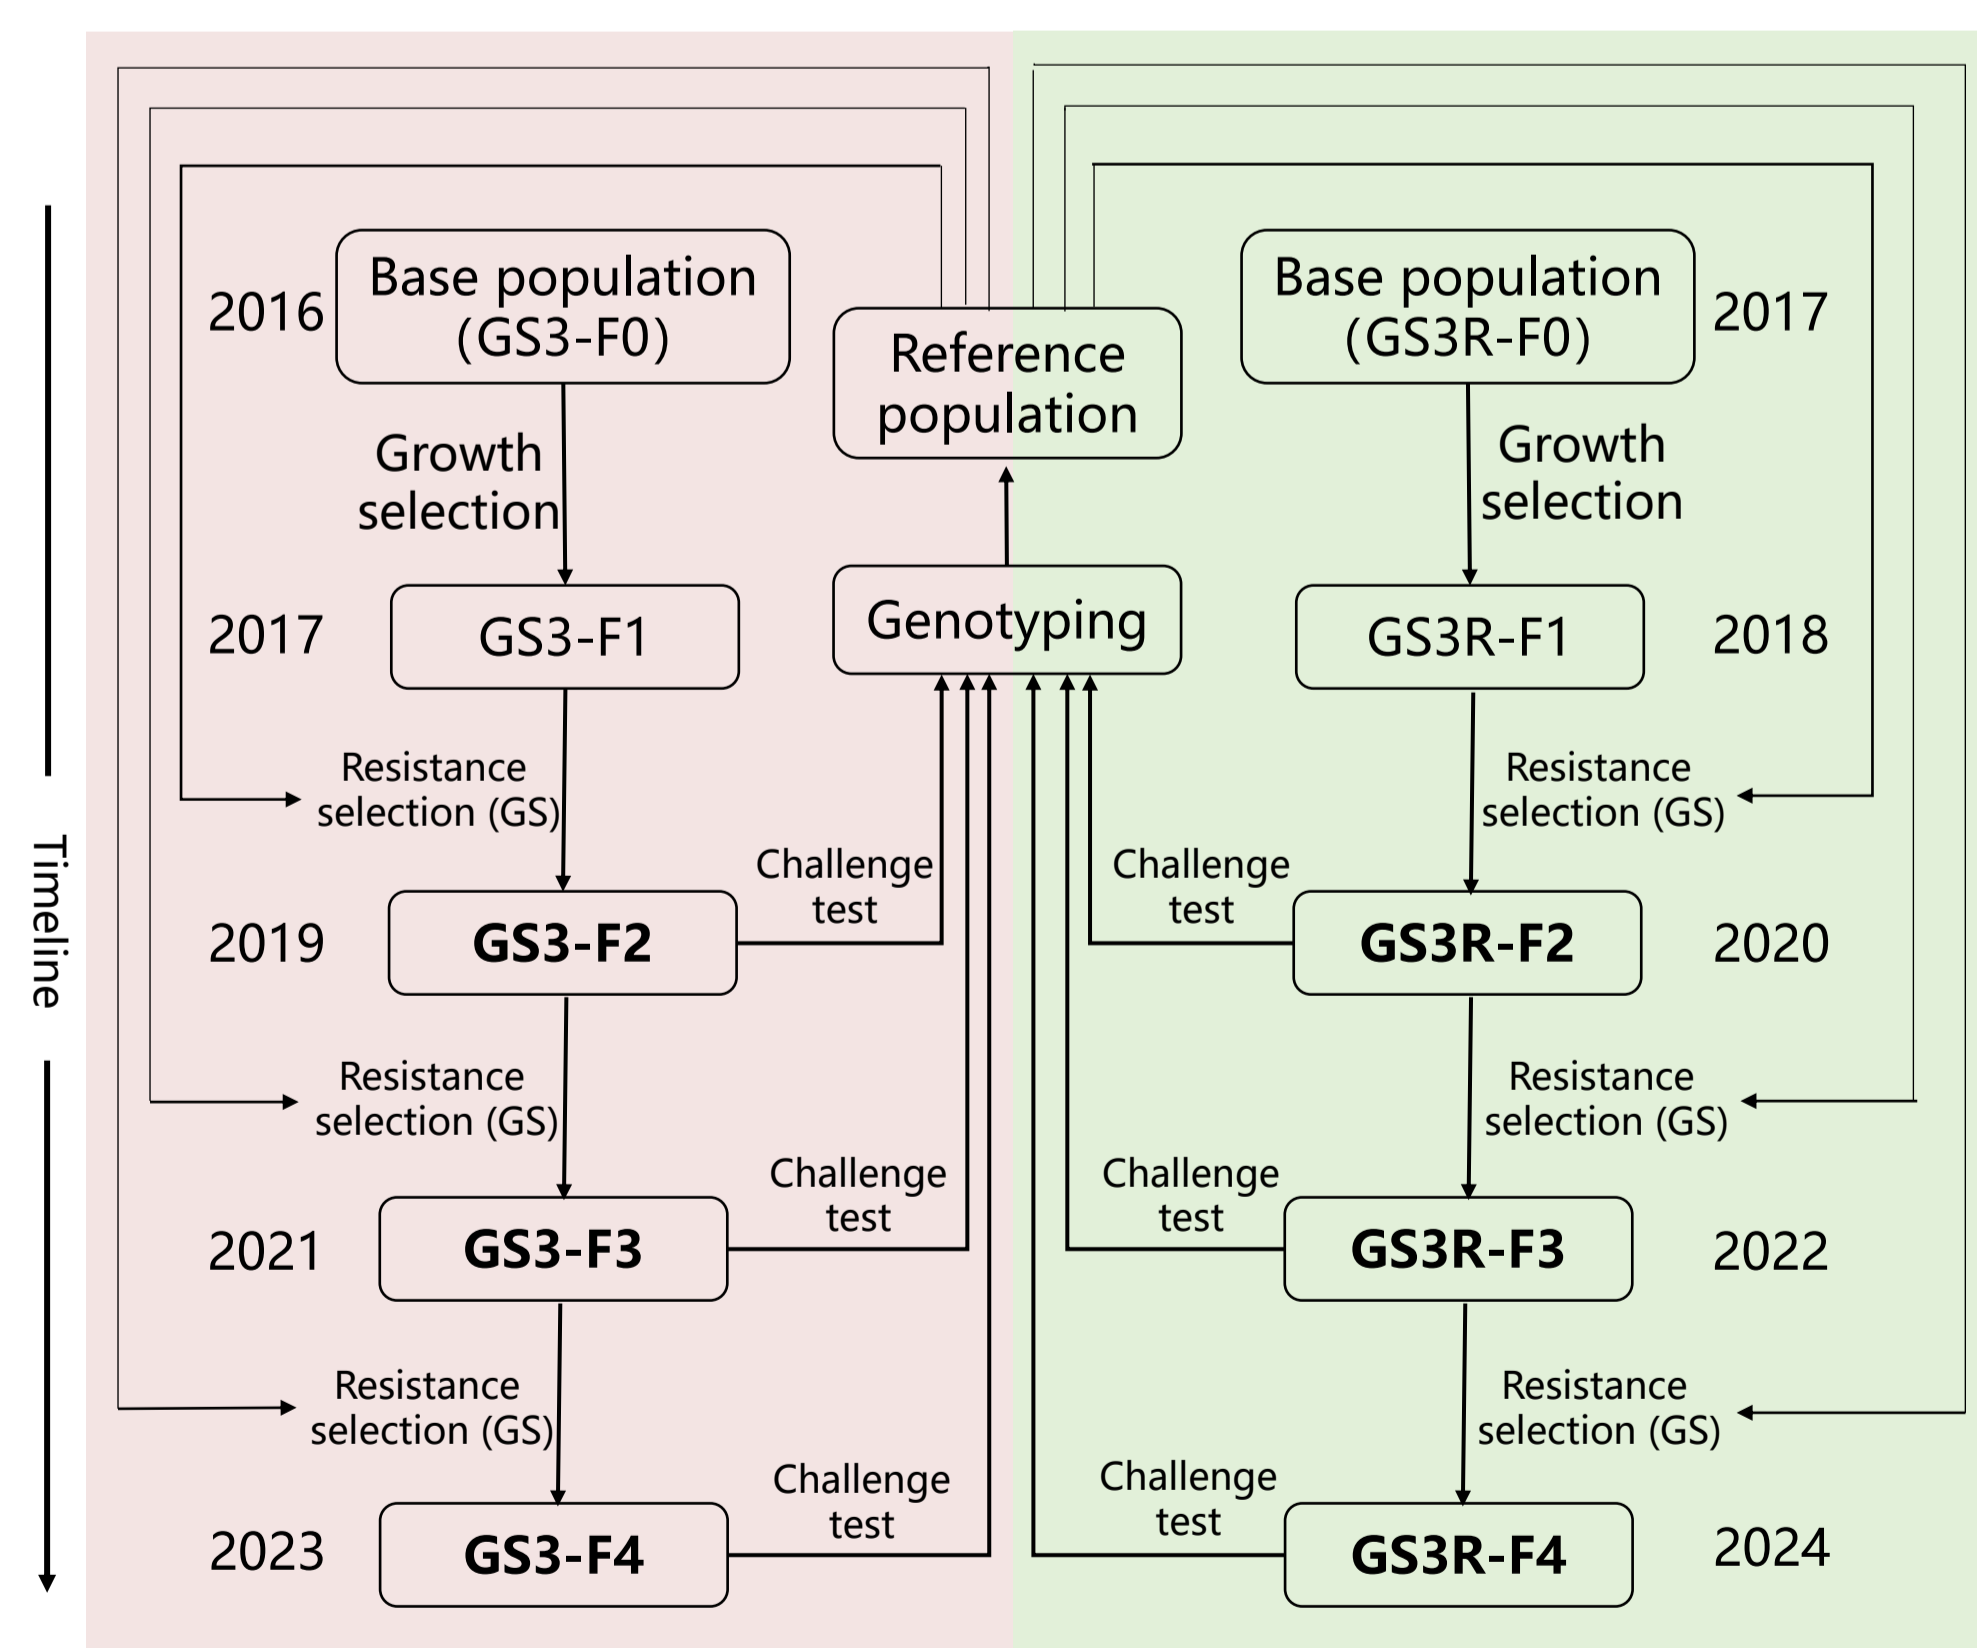 Timeline
2016
Base population
(GS3-F0)
Growth
selection
2017
GS3-F1
Resistance
selection (GS)
2019
GS3-F2
Challenge
test
Resistance
selection (GS)
2021
GS3-F3
Challenge
test
Resistance
selection (GS)
2023
GS3-F4
Challenge
test
Reference
population
Genotyping
Base population
(GS3R-F0)
2017
Growth
selection
GS3R-F1
2018
Resistance
selection (GS)
Challenge
test
GS3R-F2
2020
Resistance
selection (GS)
Challenge
test
GS3R-F3
2022
Resistance
selection (GS)
Challenge
test
GS3R-F4
2024